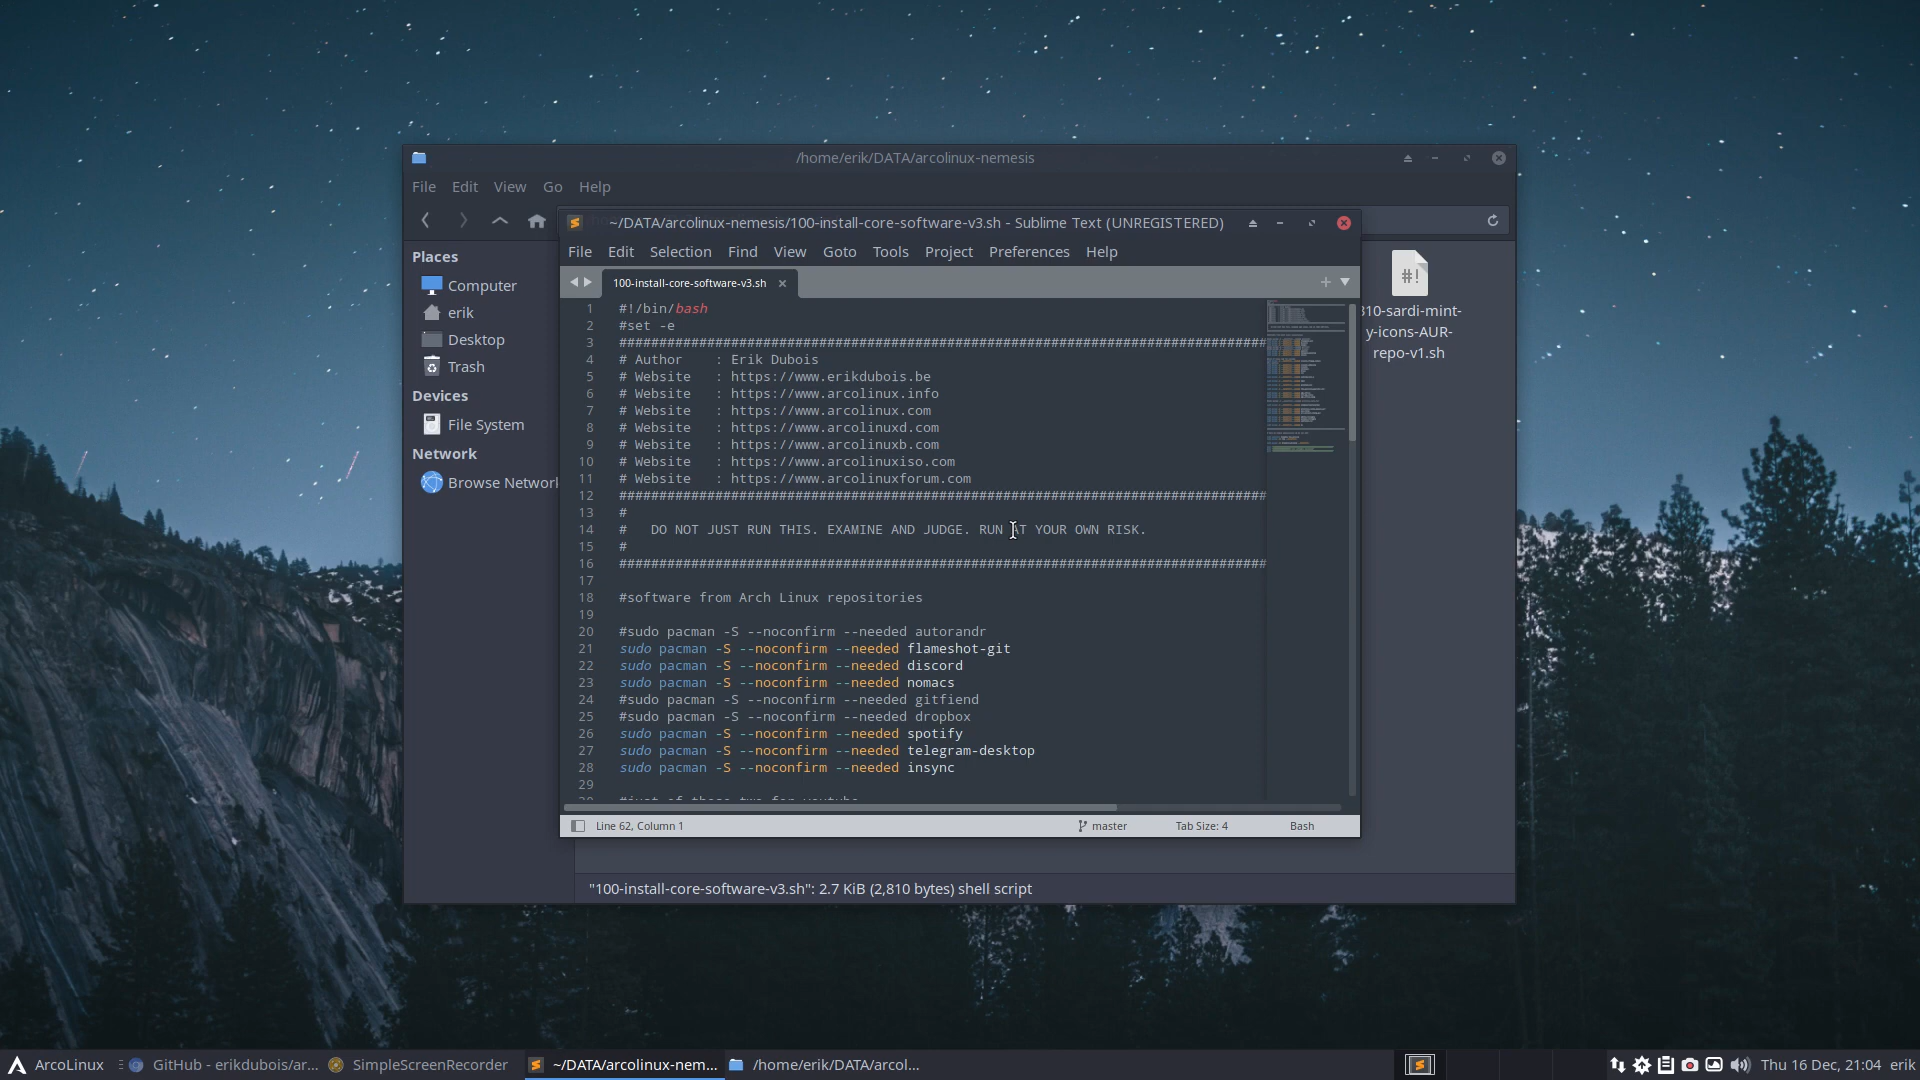 /home/erik/DATA/arcolinux-nemesis
File Edit View Go Help
Places
Computer
erik
Desktop
Trash
Devices
File System
Network
Browse Network
~/DATA/arcolinux-nemesis/100-install-core-software-v3.sh - Sublime Text (UNREGISTERED)
File Edit Selection Find View Goto Tools Project Preferences Help
100-install-core-software-v3.sh
1 #!/bin/bash
2 #set -e
3 #################################################################################
4 # Author    : Erik Dubois
5 # Website   : https://www.erikdubois.be
6 # Website   : https://www.arcolinux.info
7 # Website   : https://www.arcolinux.com
8 # Website   : https://www.arcolinuxd.com
9 # Website   : https://www.arcolinuxb.com
10 # Website   : https://www.arcolinuxiso.com
11 # Website   : https://www.arcolinuxforum.com
12 #################################################################################
13 #
14 #   DO NOT JUST RUN THIS. EXAMINE AND JUDGE. RUN AT YOUR OWN RISK.
15 #
16 #################################################################################
17
18 #software from Arch Linux repositories
19
20 #sudo pacman -S --noconfirm --needed autorandr
21 sudo pacman -S --noconfirm --needed flameshot-git
22 sudo pacman -S --noconfirm --needed discord
23 sudo pacman -S --noconfirm --needed nomacs
24 #sudo pacman -S --noconfirm --needed gitfiend
25 #sudo pacman -S --noconfirm --needed dropbox
26 sudo pacman -S --noconfirm --needed spotify
27 sudo pacman -S --noconfirm --needed telegram-desktop
28 sudo pacman -S --noconfirm --needed insync
29
Line 62, Column 1 master Tab Size: 4 Bash
#!
310-sardi-mint-
y-icons-AUR-
repo-v1.sh
"100-install-core-software-v3.sh": 2.7 KiB (2,810 bytes) shell script
ArcoLinux GitHub - erikdubois/ar... SimpleScreenRecorder ~/DATA/arcolinux-nem... /home/erik/DATA/arcol... Thu 16 Dec, 21:04 erik